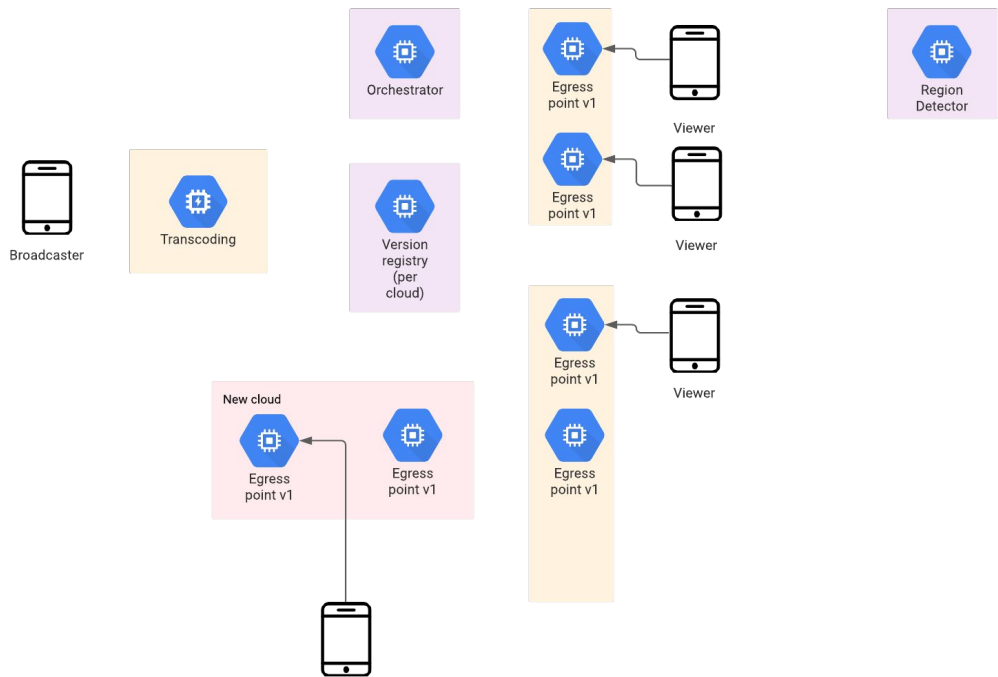 Orchestrator
Egress
point v1
Viewer
Region
Detector
Egress
point v1
Viewer
Broadcaster
Transcoding
Version
registry
(per
cloud)
Egress
point v1
Viewer
New cloud
Egress
point v1
Egress
point v1
Egress
point v1